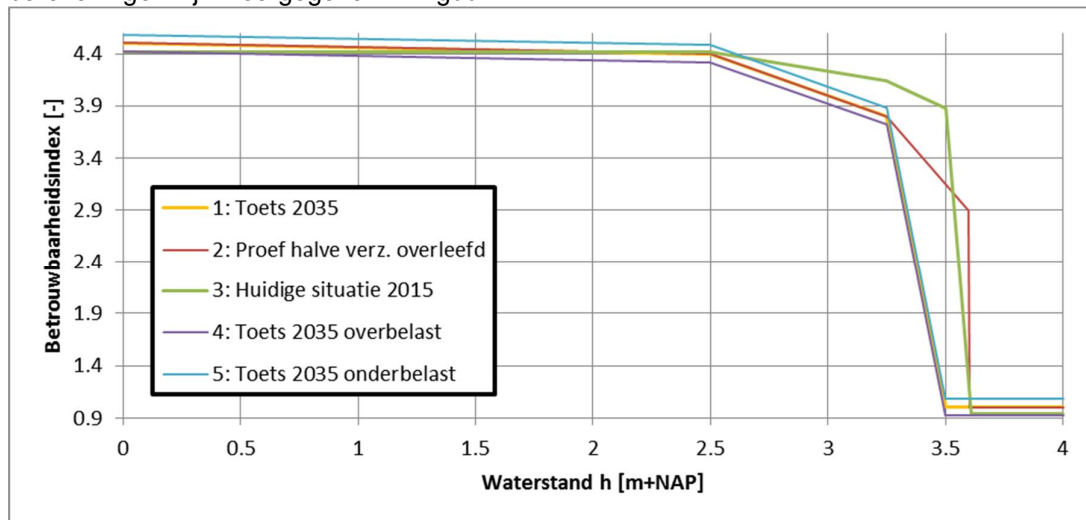 4.4
3.9
3.4
2.9
2.4
1.9
1.4
0.9
Betrouwbaarheidsindex [-]
1: Toets 2035
2: Proef halve verz. overleefd
3: Huidige situatie 2015
4: Toets 2035 overbelast
5: Toets 2035 onderbelast
0 0.5 1 1.5 2 2.5 3 3.5 4
Waterstand h [m+NAP]